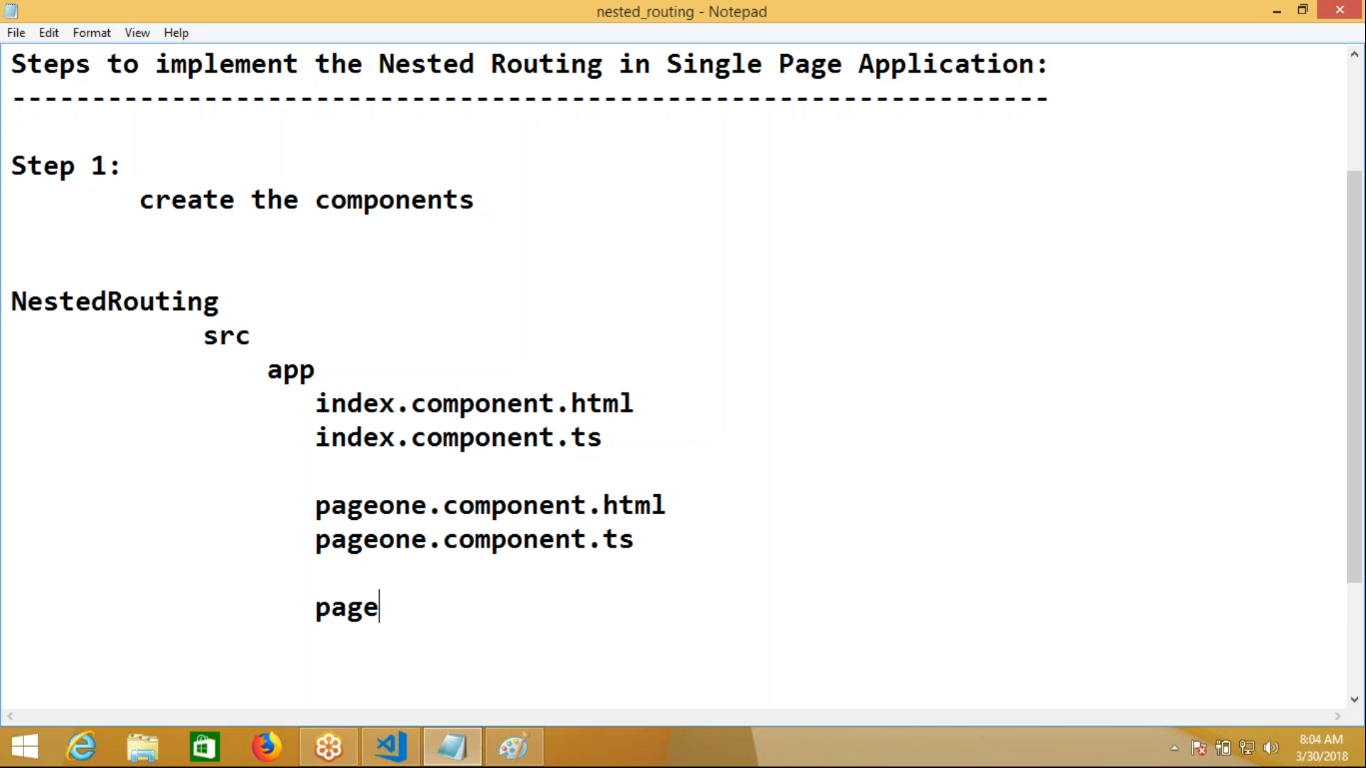 nested_routing - Notepad
File Edit Format View Help
Steps to implement the Nested Routing in Single Page Application:
-----------------------------------------------------------------
Step 1:
create the components
NestedRouting
src
app
index.component.html
index.component.ts
pageone.component.html
pageone.component.ts
page
8:04 AM
3/30/2018